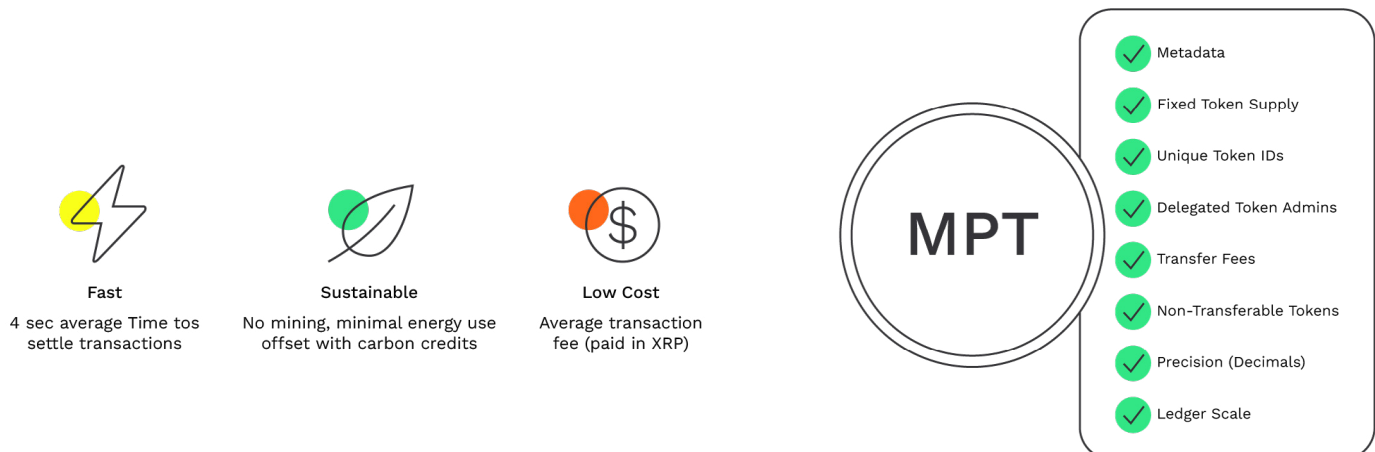 Fast
4 sec average Time tos
settle transactions
Sustainable
No mining, minimal energy use
offset with carbon credits
$
Low Cost
Average transaction
fee (paid in XRP)
MPT
Metadata
Fixed Token Supply
Unique Token IDs
Delegated Token Admins
Transfer Fees
Non-Transferable Tokens
Precision (Decimals)
Ledger Scale